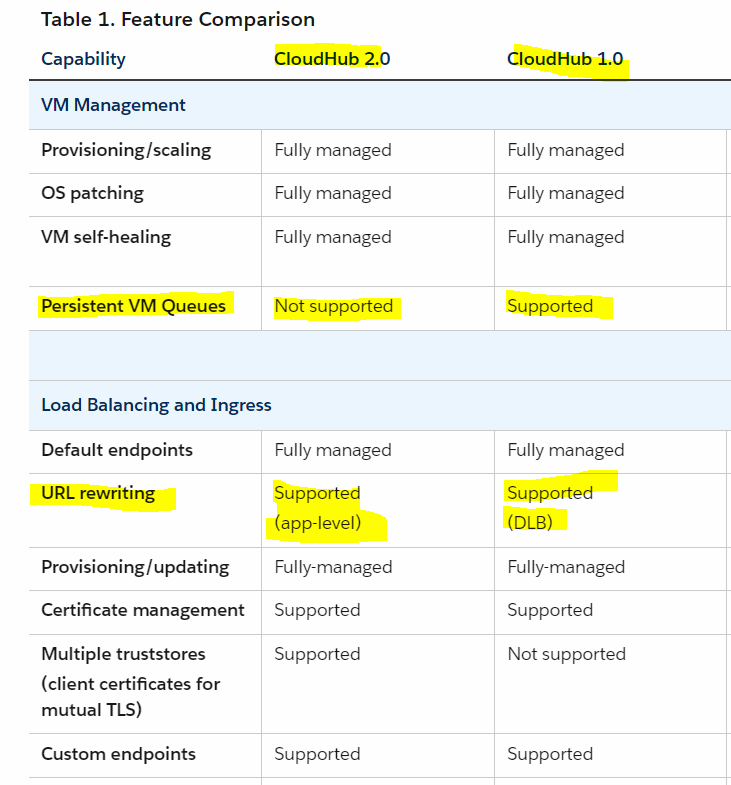 Table 1. Feature Comparison
Capability CloudHub 2.0 CloudHub 1.0
VM Management
Provisioning/scaling Fully managed Fully managed
OS patching Fully managed Fully managed
VM self-healing Fully managed Fully managed
Persistent VM Queues Not supported Supported
Load Balancing and Ingress
Default endpoints Fully managed Fully managed
URL rewriting Supported Supported
(app-level) (DLB)
Provisioning/updating Fully-managed Fully-managed
Certificate management Supported Supported
Multiple truststores Supported Not supported
(client certificates for
mutual TLS)
Custom endpoints Supported Supported